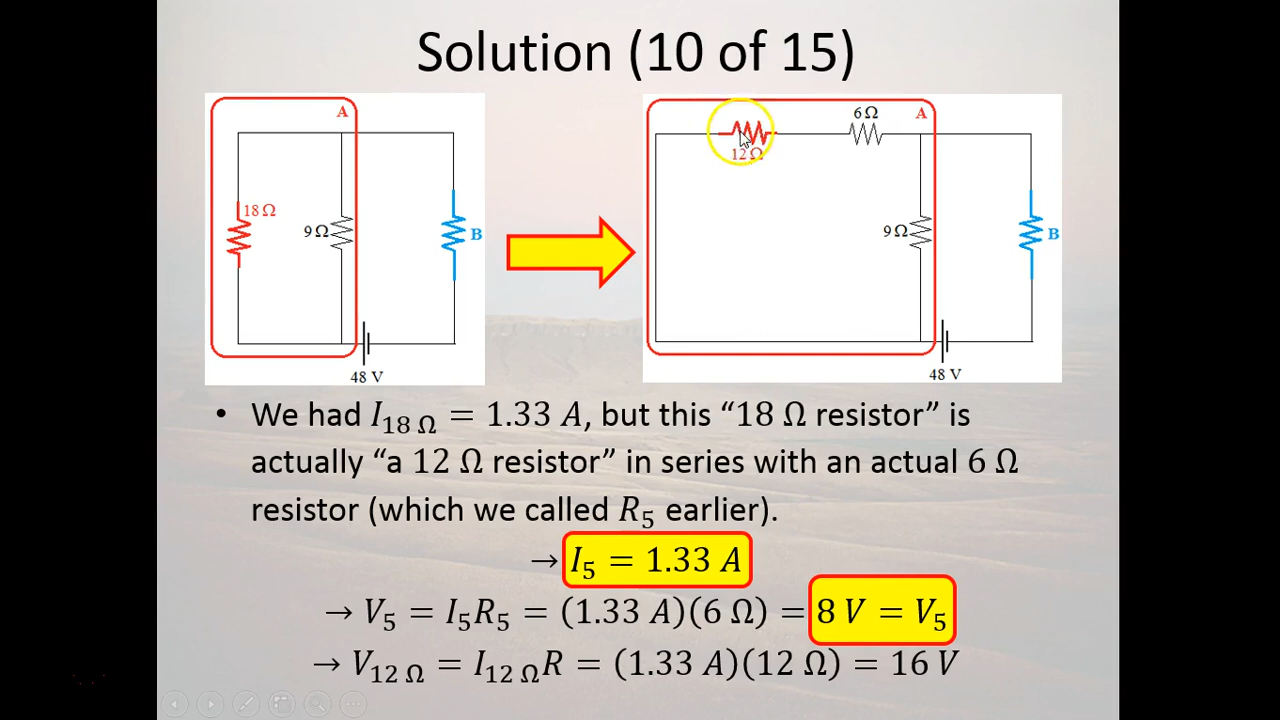 Solution (10 of 15)
A
18 Ω
9 Ω
B
48 V
12 Ω
6 Ω
A
9 Ω
B
48 V
• We had I₁₈ Ω = 1.33 A, but this “18 Ω resistor” is
actually “a 12 Ω resistor” in series with an actual 6 Ω
resistor (which we called R₅ earlier).
→ I₅ = 1.33 A
→ V₅ = I₅R₅ = (1.33 A)(6 Ω) = 8 V = V₅
→ V₁₂ Ω = I₁₂ Ω R = (1.33 A)(12 Ω) = 16 V